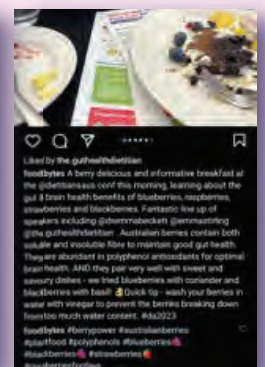 Liked by the.guthealthdietitian
foodbytes A berry delicious and informative breakfast at
the @dietitiansaus conf this morning, learning about the
gut & brain health benefits of blueberries, raspberries,
strawberries and blackberries. Fantastic line up of
speakers including @dremmabeckett @emmastirling
@the.guthealthdietitian . Australian berries contain both
soluble and insoluble fibre to maintain good gut health.
They are abundant in polyphenol antioxidants for optimal
brain health. AND they pair very well with sweet and
savoury dishes - we tried blueberries with coriander and
blackberries with basil! Quick tip - wash your berries in
water with vinegar to prevent the berries breaking down
from too much water content. #da2023
foodbytes #berrypower #australianberries
#plantfood #polyphenols #blueberries
#blackberries #strawberries